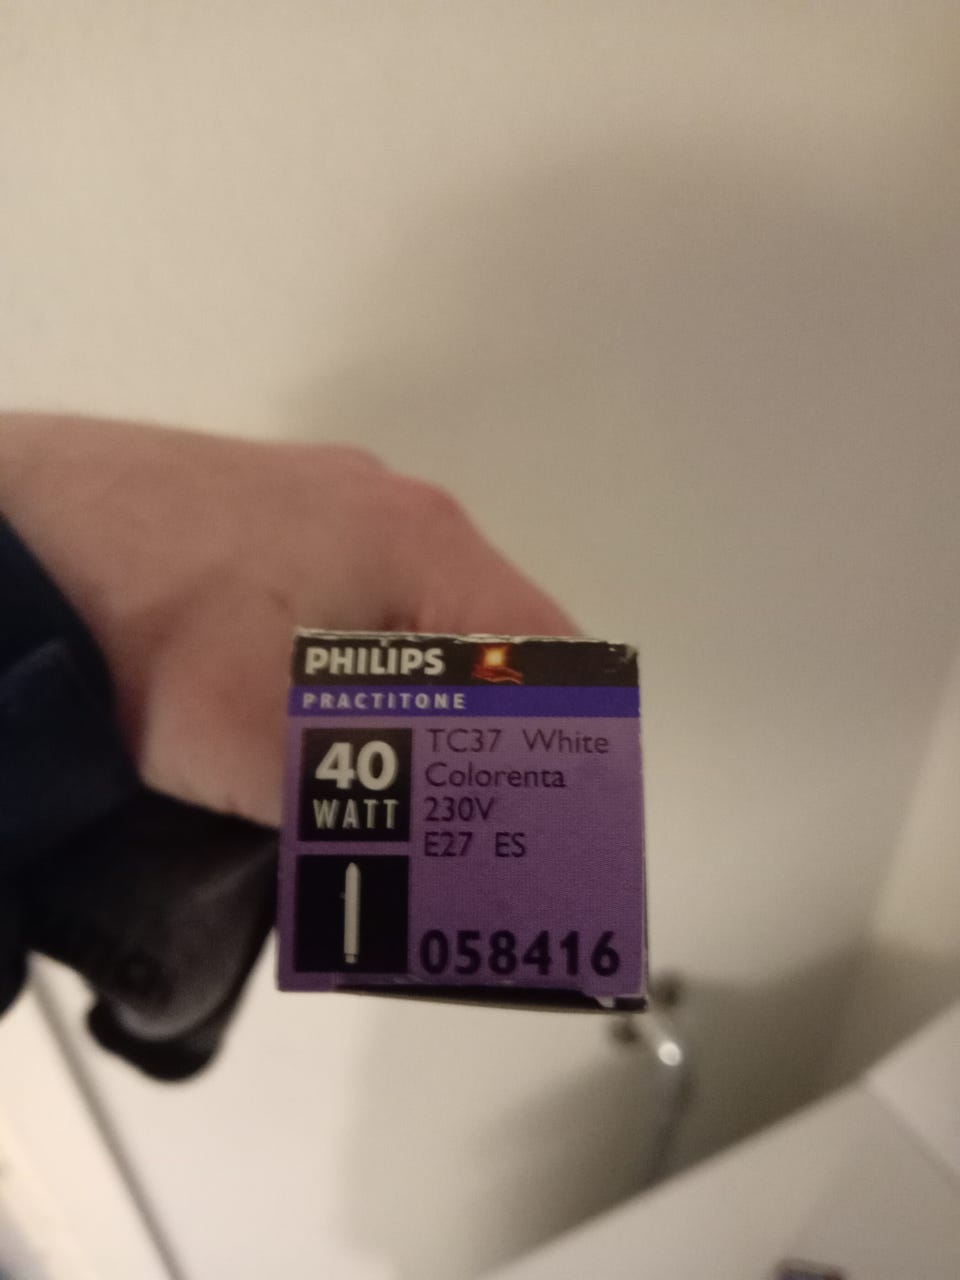 PHILIPS
PRACTITONE
40
WATT
TC37 White
Colorenta
230V
E27 ES
058416